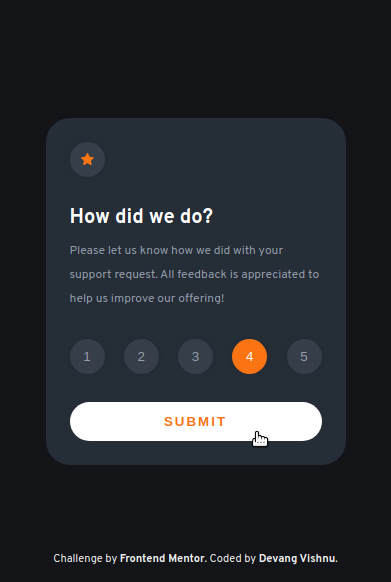 How did we do?
Please let us know how we did with your
support request. All feedback is appreciated to
help us improve our offering!
1 2 3 4 5
SUBMIT
Challenge by Frontend Mentor. Coded by Devang Vishnu.